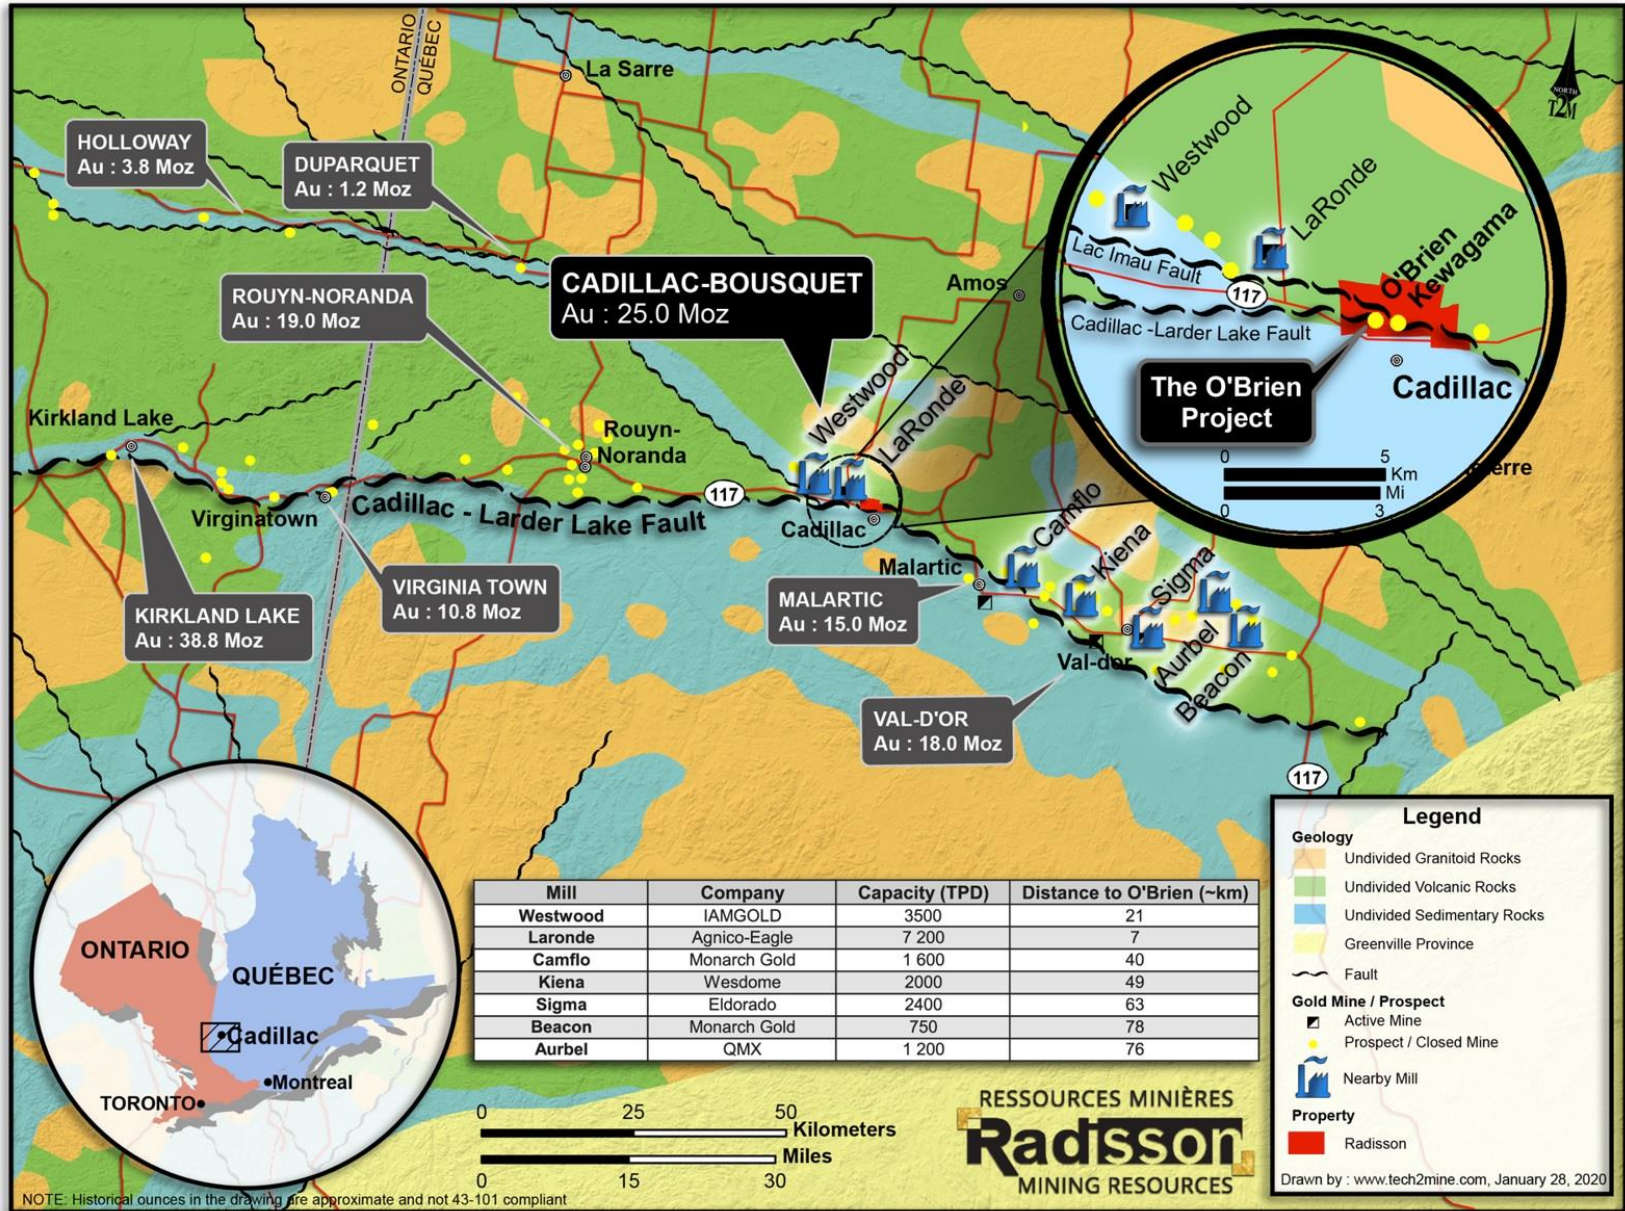 ONTARIO
QUÉBEC
La Sarre
HOLLOWAY
Au : 3.8 Moz
DUPARQUET
Au : 1.2 Moz
ROUYN-NORANDA
Au : 19.0 Moz
CADILLAC-BOUSQUET
Au : 25.0 Moz
Amos
Kirkland Lake
Rouyn-
Noranda
Westwood
LaRonde
Virginatown
Cadillac - Larder Lake Fault
117
Cadillac
Camflo
Kiena
Sigma
Malartic
VIRGINIA TOWN
Au : 10.8 Moz
KIRKLAND LAKE
Au : 38.8 Moz
MALARTIC
Au : 15.0 Moz
Val-dor
Aurbel
Beacon
VAL-D'OR
Au : 18.0 Moz
117
NORTH
T2M
Westwood
LaRonde
Lac Imau Fault
117
O'Brien
Kewagama
Cadillac -Larder Lake Fault
The O'Brien
Project
Cadillac
0 5
Km
Mi
0 3
erre
ONTARIO
QUÉBEC
Cadillac
Montreal
TORONTO
Mill Company Capacity (TPD) Distance to O'Brien (~km)
Westwood IAMGOLD 3500 21
Laronde Agnico-Eagle 7 200 7
Camflo Monarch Gold 1 600 40
Kiena Wesdome 2000 49
Sigma Eldorado 2400 63
Beacon Monarch Gold 750 78
Aurbel QMX 1 200 76
0 25 50
Kilometers
Miles
0 15 30
RESSOURCES MINIÈRES
Radisson
MINING RESOURCES
Legend
Geology
Undivided Granitoid Rocks
Undivided Volcanic Rocks
Undivided Sedimentary Rocks
Greenville Province
Fault
Gold Mine / Prospect
Active Mine
Prospect / Closed Mine
Nearby Mill
Property
Radisson
Drawn by : www.tech2mine.com, January 28, 2020
NOTE: Historical ounces in the drawing are approximate and not 43-101 compliant